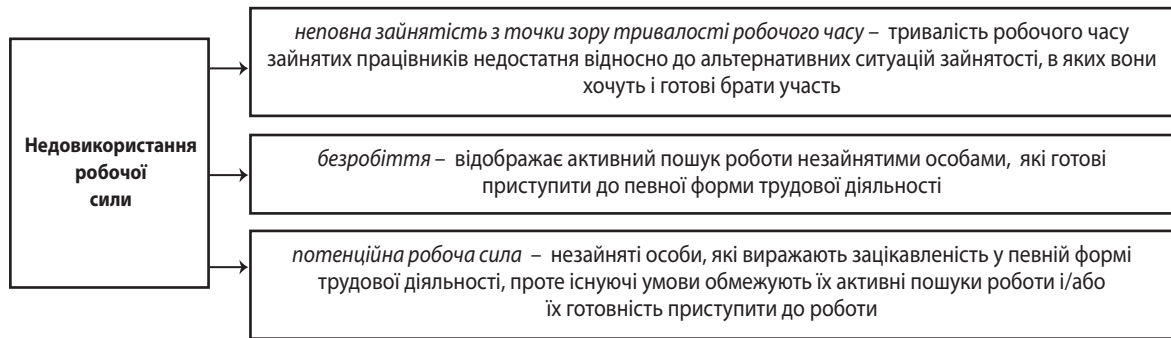 Недовикористання
робочої
сили
неповна зайнятість з точки зору тривалості робочого часу – тривалість робочого часу
зайнятих працівників недостатня відносно до альтернативних ситуацій зайнятості, в яких вони
хочуть і готові брати участь
безробіття – відображає активний пошук роботи незайнятими особами, які готові
приступити до певної форми трудової діяльності
потенційна робоча сила – незайняті особи, які виражають зацікавленість у певній формі
трудової діяльності, проте існуючі умови обмежують їх активні пошуки роботи і/або
їх готовність приступити до роботи